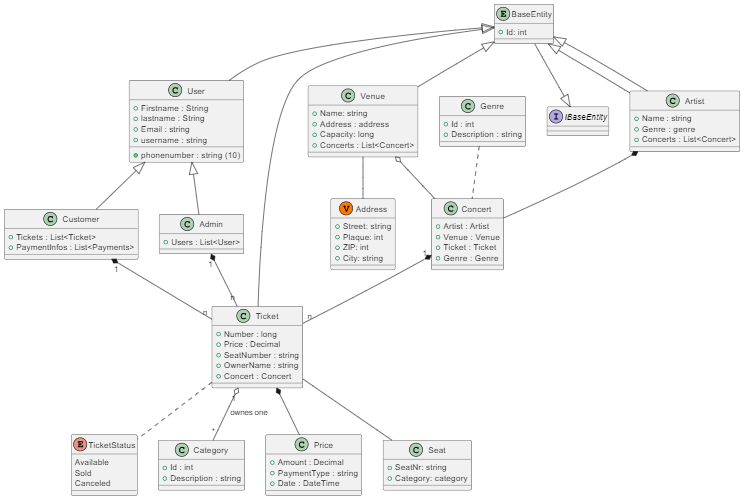 E BaseEntity
Id: int
C User
Firstname : String
lastname : String
Email : string
username : string
phonenumber : string (10)
C Venue
Name: string
Address : address
Capacity: long
Concerts : List<Concert>
C Genre
Id : int
Description : string
I IBaseEntity
C Artist
Name : string
Genre : genre
Concerts : List<Concert>
C Customer
Tickets : List<Ticket>
PaymentInfos : List<Payments>
C Admin
Users : List<User>
V Address
Street: string
Plaque: int
ZIP: int
City: string
C Concert
Artist : Artist
Venue : Venue
Ticket : Ticket
Genre : Genre
1
1
1
n
n
n
C Ticket
Number : long
Price : Decimal
SeatNumber : string
OwnerName : string
Concert : Concert
1
ownes one
*
E TicketStatus
Available
Sold
Canceled
C Category
Id : int
Description : string
C Price
Amount : Decimal
PaymentType : string
Date : DateTime
C Seat
SeatNr: string
Category: category